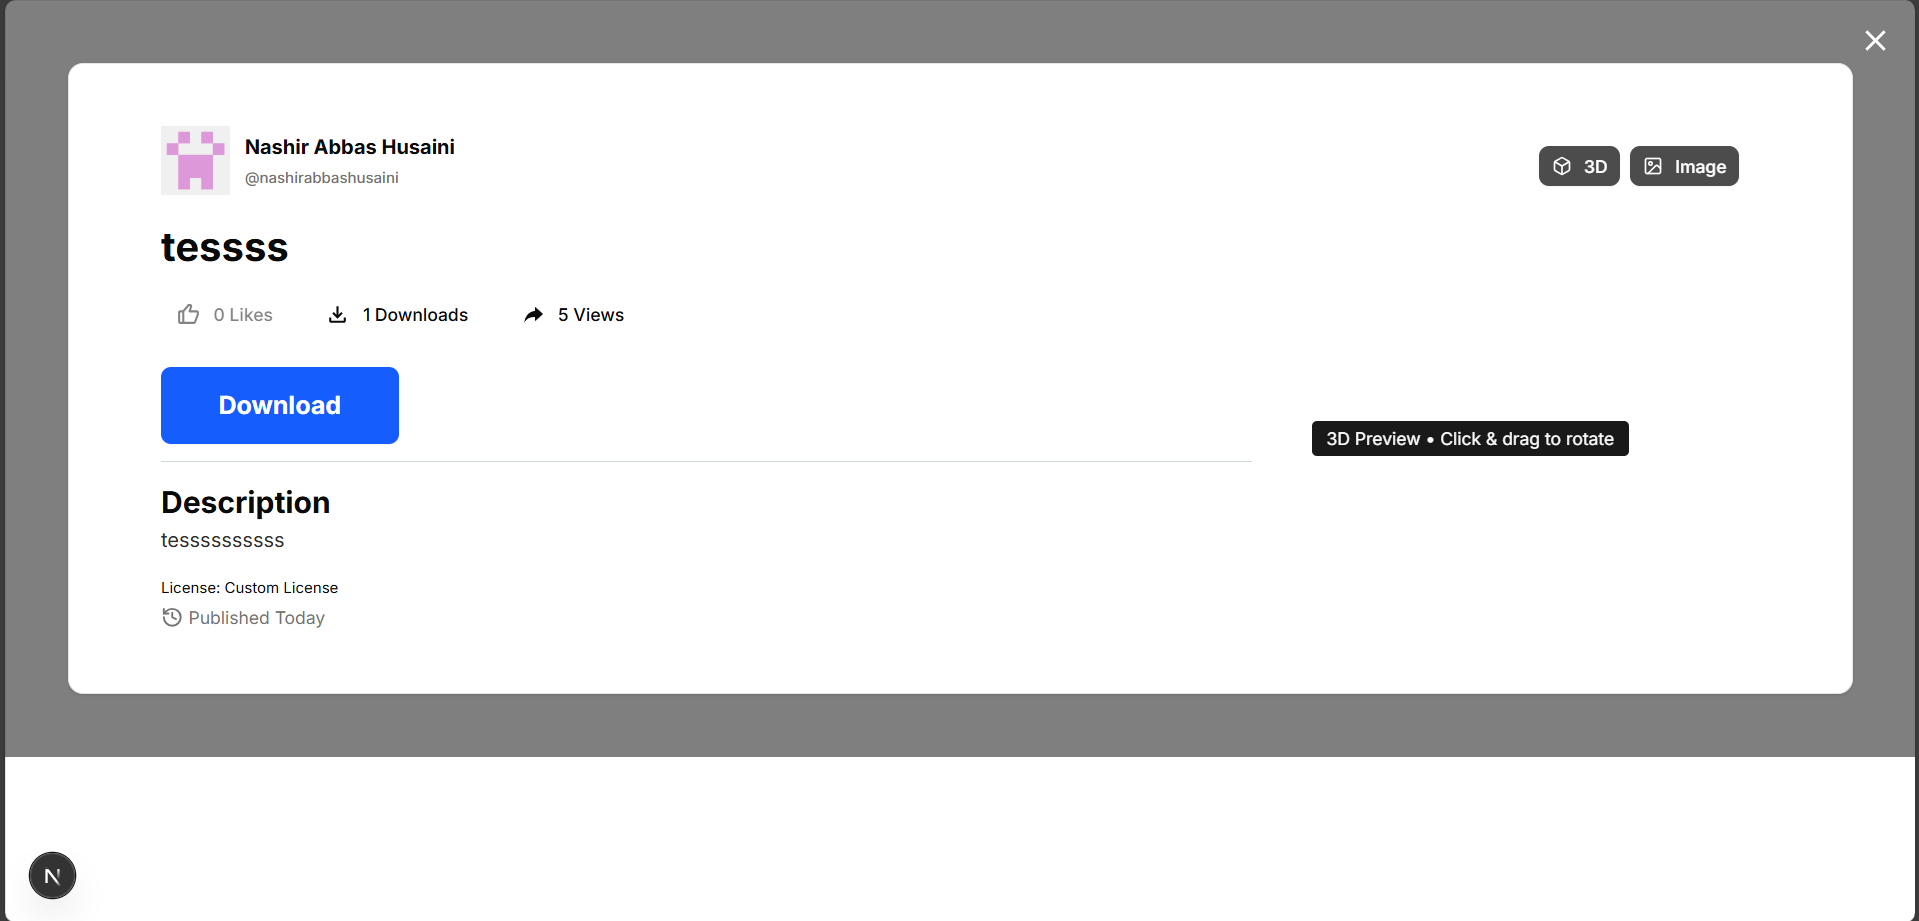 Nashir Abbas Husaini
@nashirabbashusaini
3D
Image
tessss
0 Likes
1 Downloads
5 Views
Download
3D Preview • Click & drag to rotate
Description
tesssssssssss
License: Custom License
Published Today
N